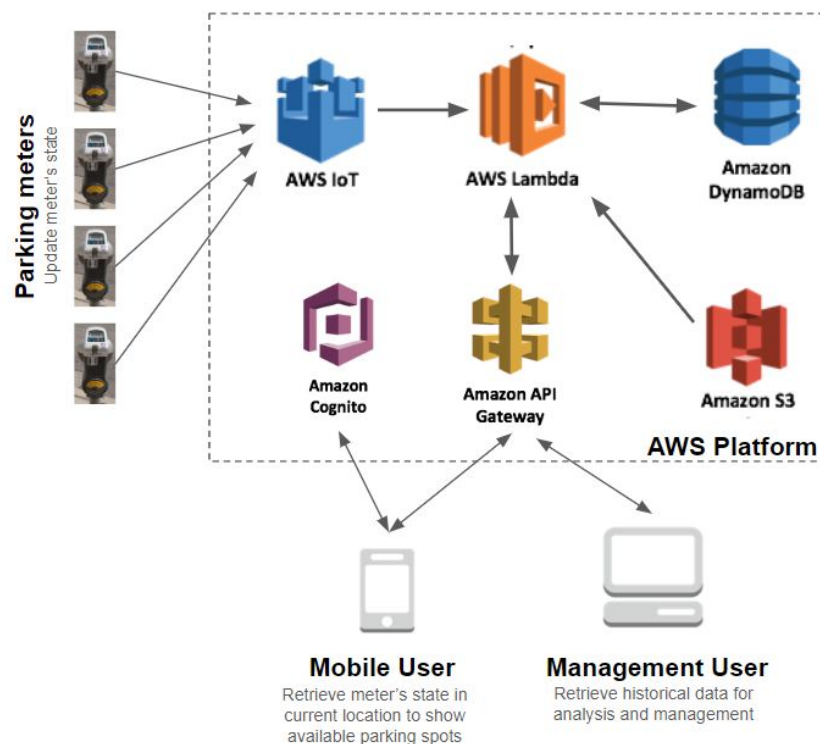 Parking meters
Update meter's state
AWS IoT
AWS Lambda
Amazon
DynamoDB
Amazon
Cognito
Amazon API
Gateway
Amazon S3
AWS Platform
Mobile User
Retrieve meter's state in
current location to show
available parking spots
Management User
Retrieve historical data for
analysis and management